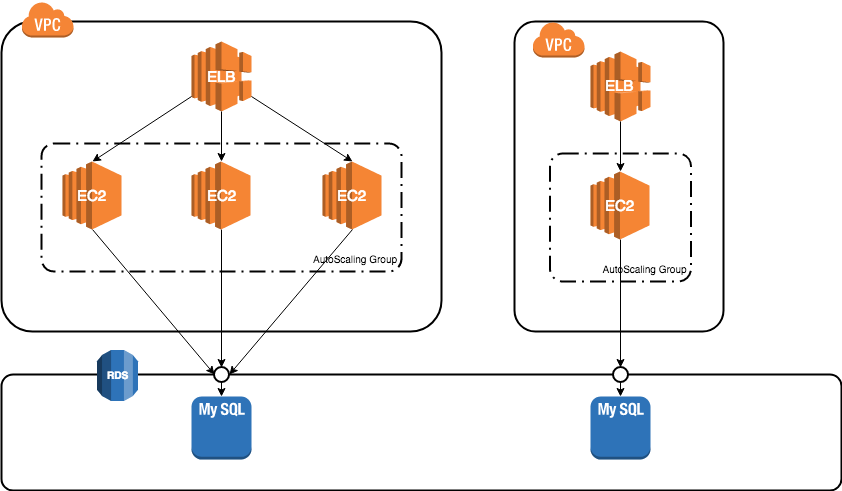 VPC
VPC
ELB
ELB
EC2
EC2
EC2
EC2
AutoScaling Group
AutoScaling Group
RDS
My SQL
My SQL